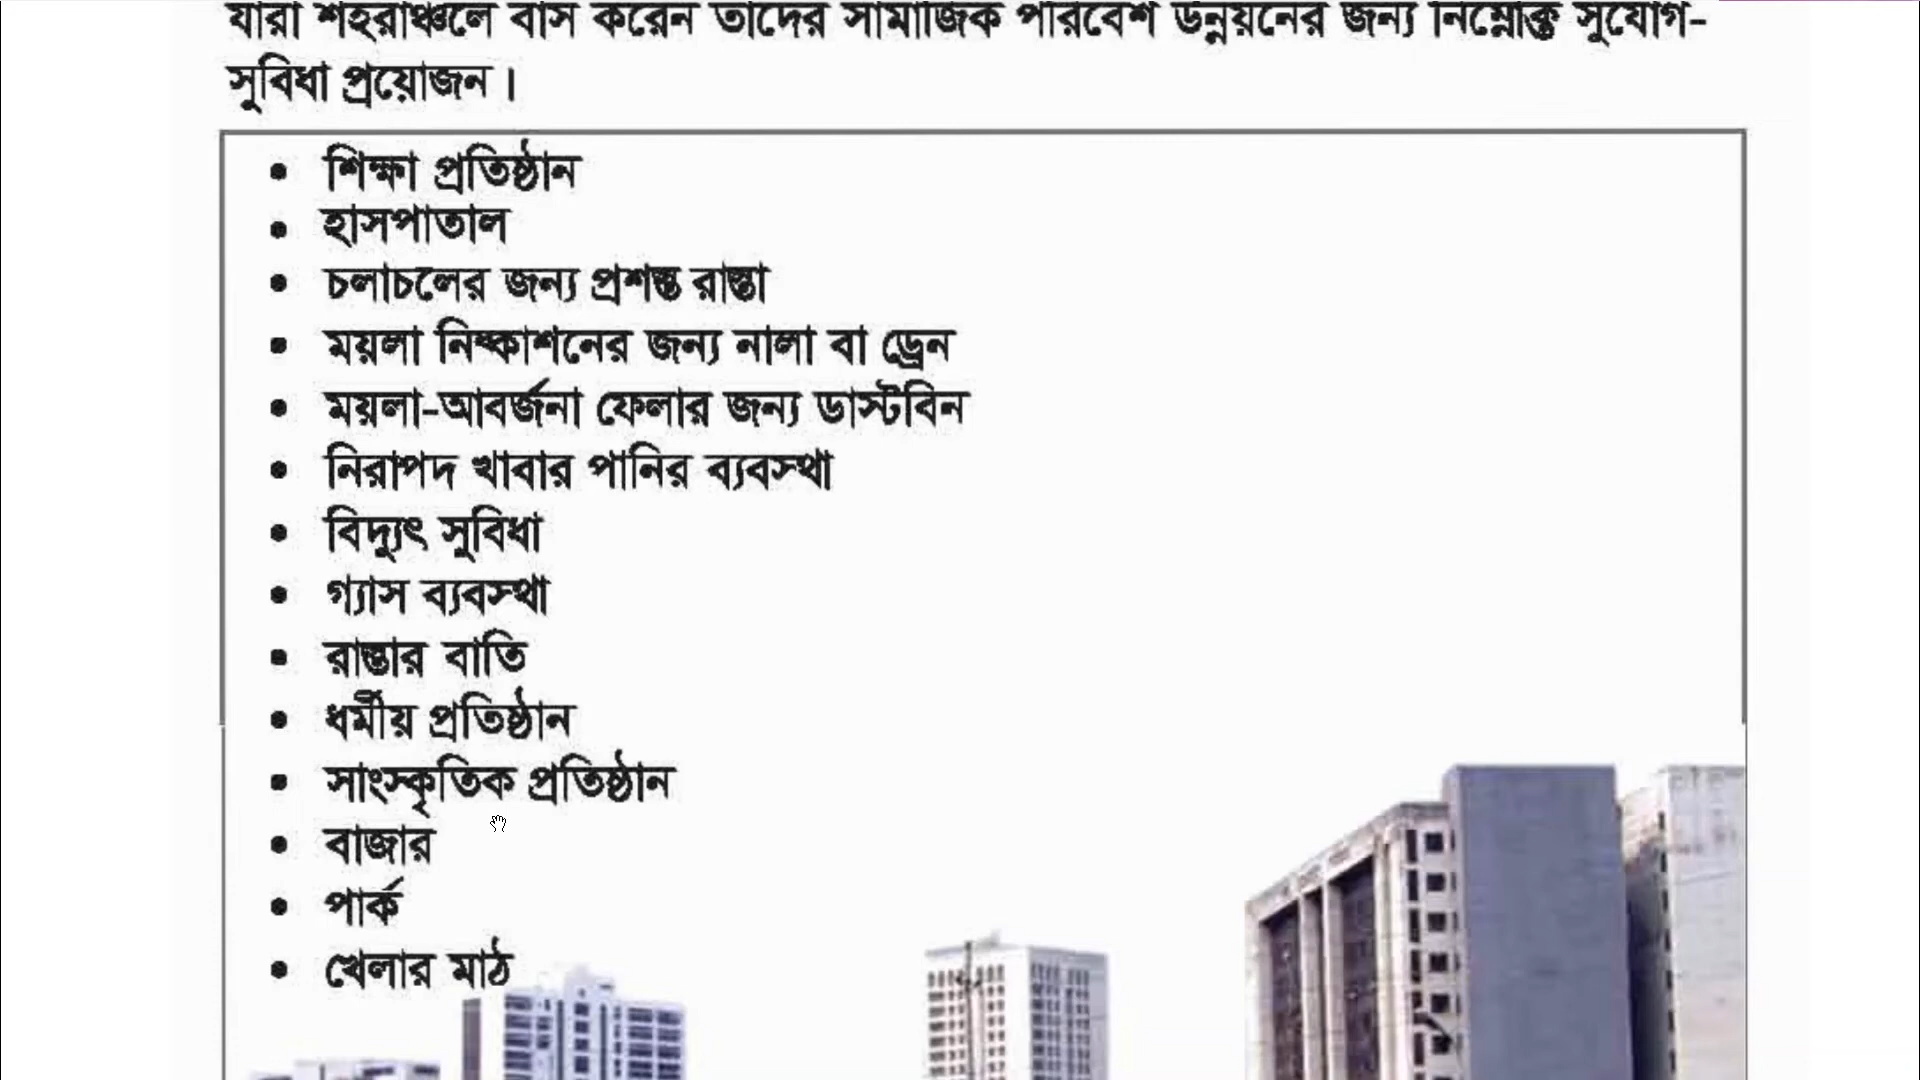 যারা শহরাঞ্চলে বাস করেন তাদের সামাজিক পরিবেশ উন্নয়নের জন্য নিম্নোক্ত সুযোগ-
সুবিধা প্রয়োজন।
• শিক্ষা প্রতিষ্ঠান
• হাসপাতাল
• চলাচলের জন্য প্রশস্ত রাস্তা
• ময়লা নিষ্কাশনের জন্য নালা বা ড্রেন
• ময়লা-আবর্জনা ফেলার জন্য ডাস্টবিন
• নিরাপদ খাবার পানির ব্যবস্থা
• বিদ্যুৎ সুবিধা
• গ্যাস ব্যবস্থা
• রাস্তার বাতি
• ধর্মীয় প্রতিষ্ঠান
• সাংস্কৃতিক প্রতিষ্ঠান
• বাজার
• পার্ক
• খেলার মাঠ